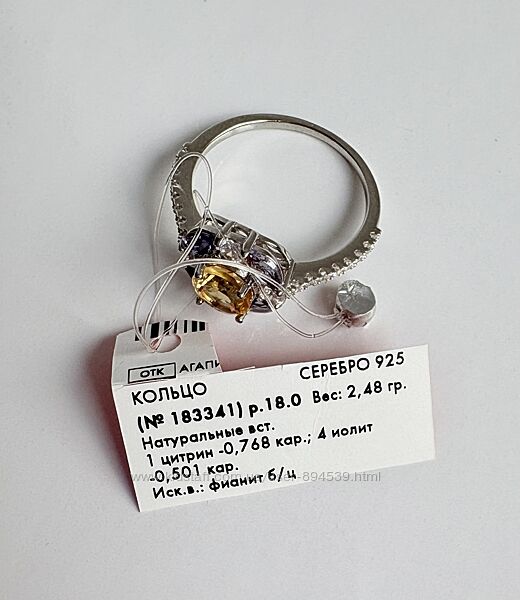 ОТК АГАПИ
КОЛЬЦО СЕРЕБРО 925
(№ 183341) р.18.0 Вес: 2,48 гр.
Натуральные вст.
1 цитрин -0,768 кар.; 4 иолит
-0,501 кар.
Иск.в.: фианит б/ц